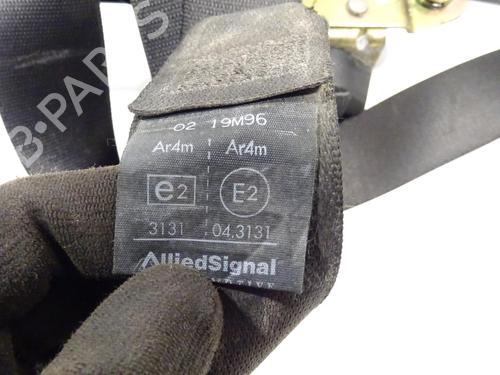 B-PARTS
02 19M96
Ar4m Ar4m
e2 E2
3131 04.3131
AlliedSignal